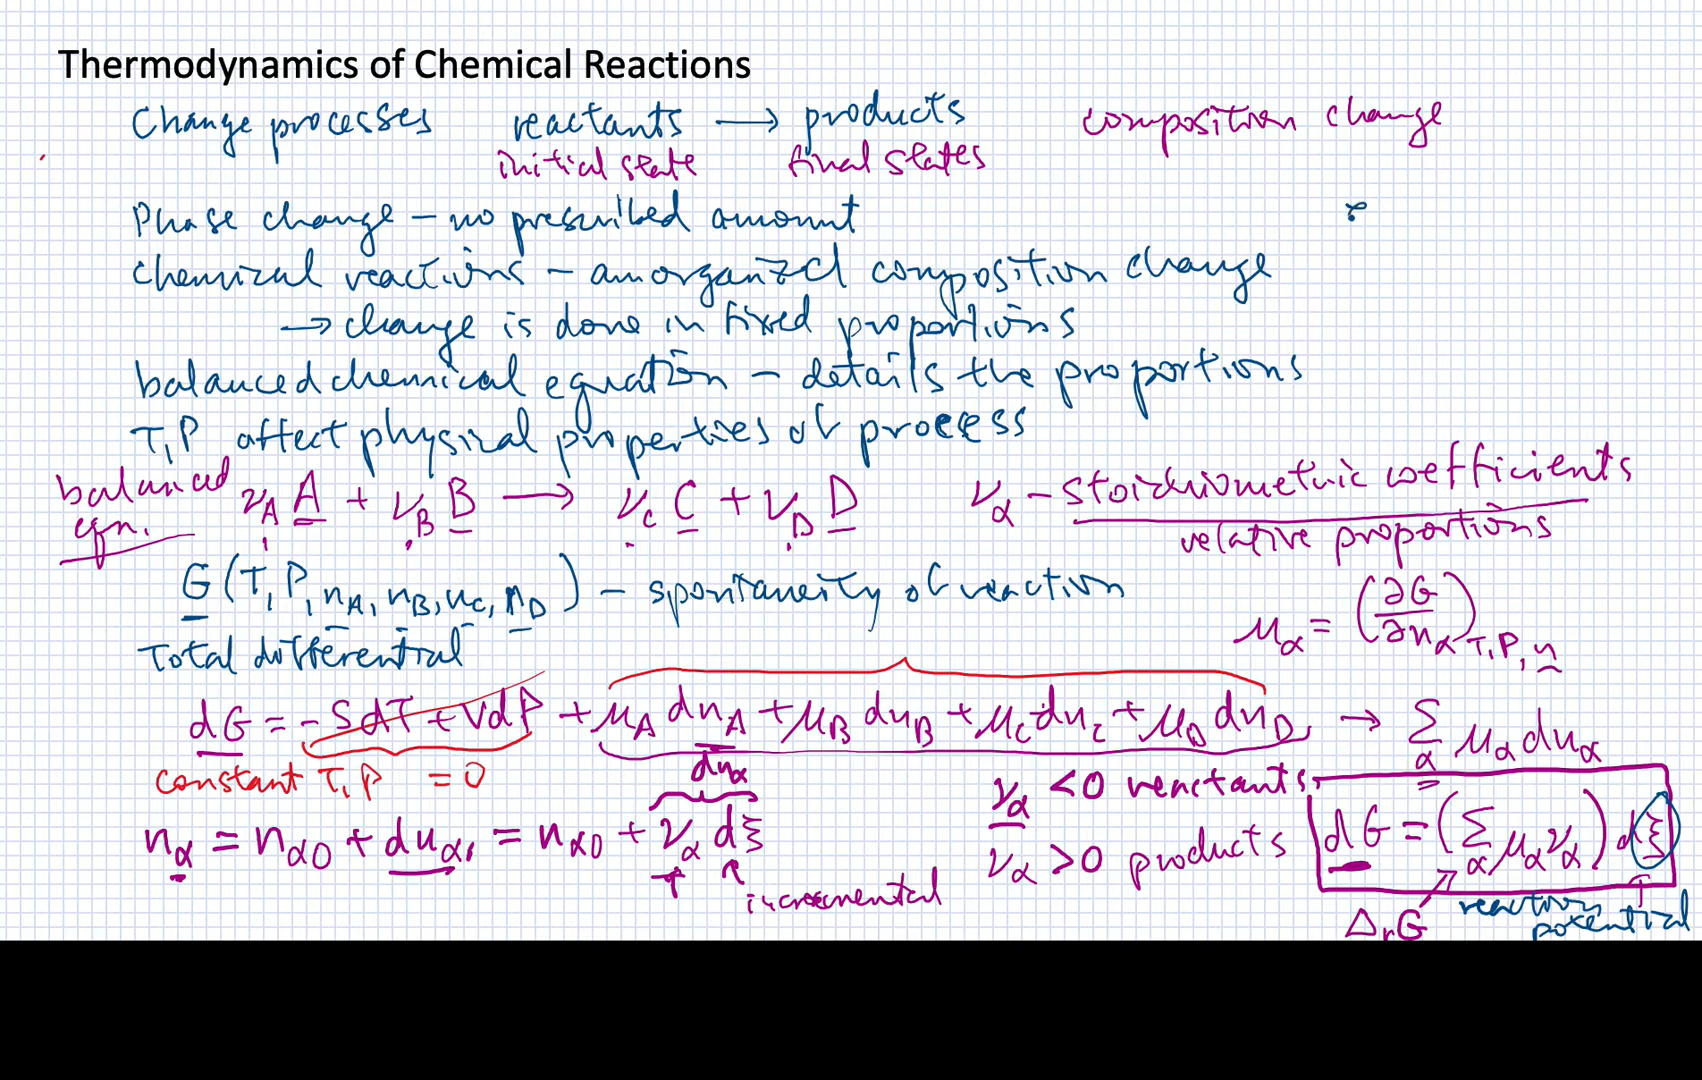 Thermodynamics of Chemical Reactions
Change processes reactants → products composition change
initial state final states
Phase change – no prescribed amount
chemical reactions – an organized composition change
→ change is done in fixed proportions
balanced chemical equation – details the proportions
T, P affect physical properties of process
balanced eqn. ν_A A + ν_B B → ν_C C + ν_D D ν_α – stoichiometric coefficients
relative proportions
G(T, P, n_A, n_B, n_C, n_D) – spontaneity of reaction
μ_α = (∂G/∂n_α)_T,P,n
Total differential
dG = -SdT + VdP + μ_A dn_A + μ_B dn_B + μ_C dn_C + μ_D dn_D → Σ_α μ_α dn_α
constant T, P = 0 dn_α ν_α < 0 reactants
n_α = n_α0 + dn_α = n_α0 + ν_α dξ ν_α > 0 products dG = (Σ_α μ_α ν_α) dξ
incremental Δ_r G reaction potential